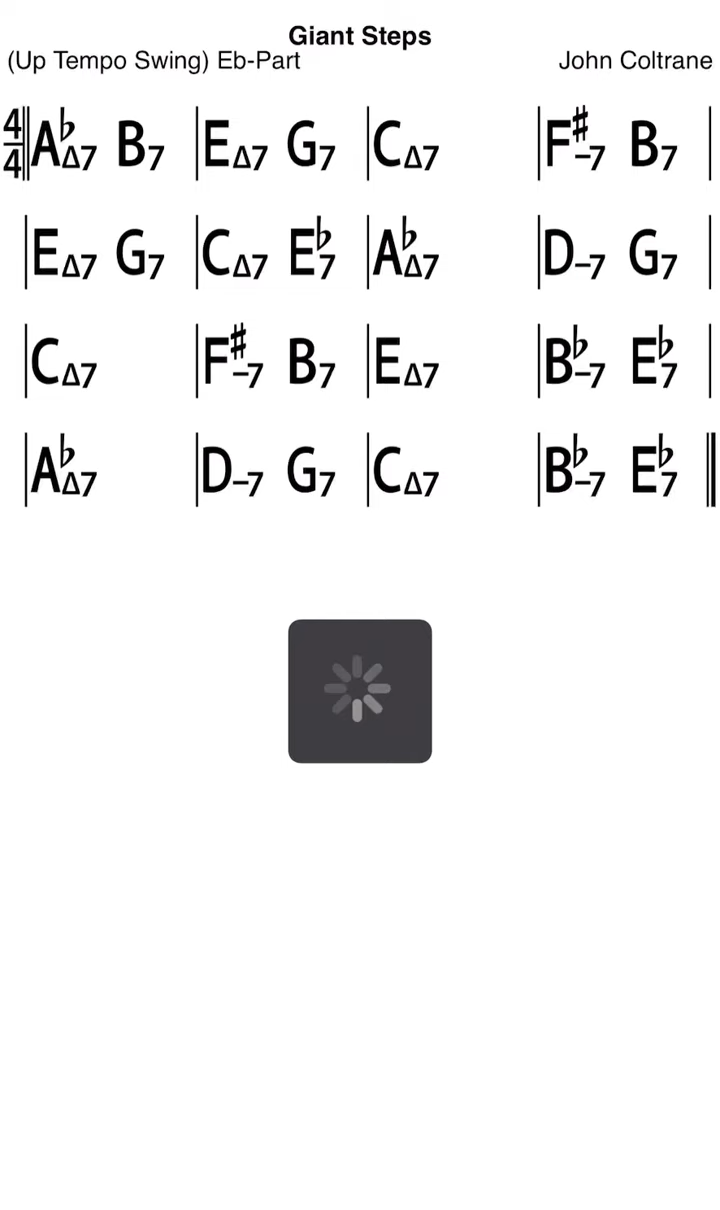 Giant Steps
(Up Tempo Swing) Eb-Part John Coltrane
4/4 A♭Δ7 B7 | EΔ7 G7 | CΔ7 | F♯–7 B7 |
| EΔ7 G7 | CΔ7 E♭7 | A♭Δ7 | D–7 G7 |
| CΔ7 | F♯–7 B7 | EΔ7 | B♭–7 E♭7 |
| A♭Δ7 | D–7 G7 | CΔ7 | B♭–7 E♭7 ‖